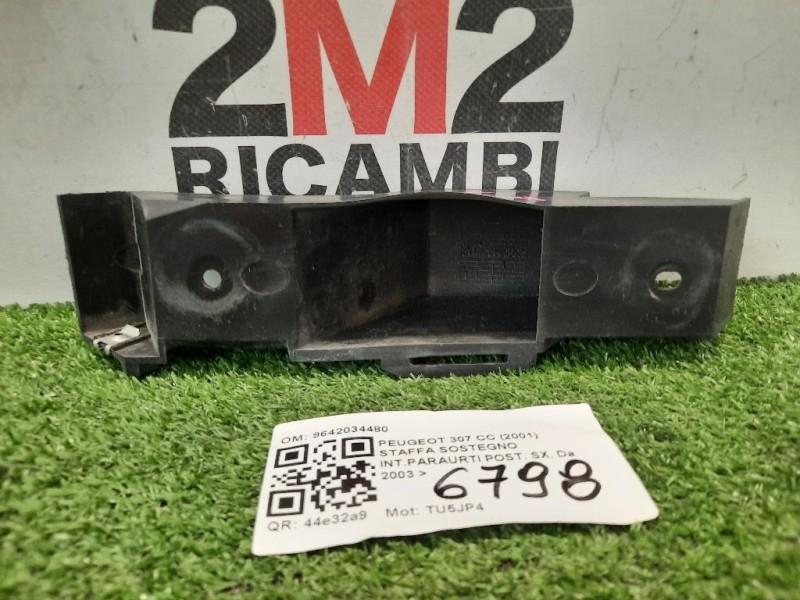 2M2
RICAMBI
OM: 9642034480
PEUGEOT 307 CC (2001)
STAFFA SOSTEGNO
INT.PARAURTI POST. SX. Da
2003 >
6798
QR: 44e32a9 Mot: TU5JP4